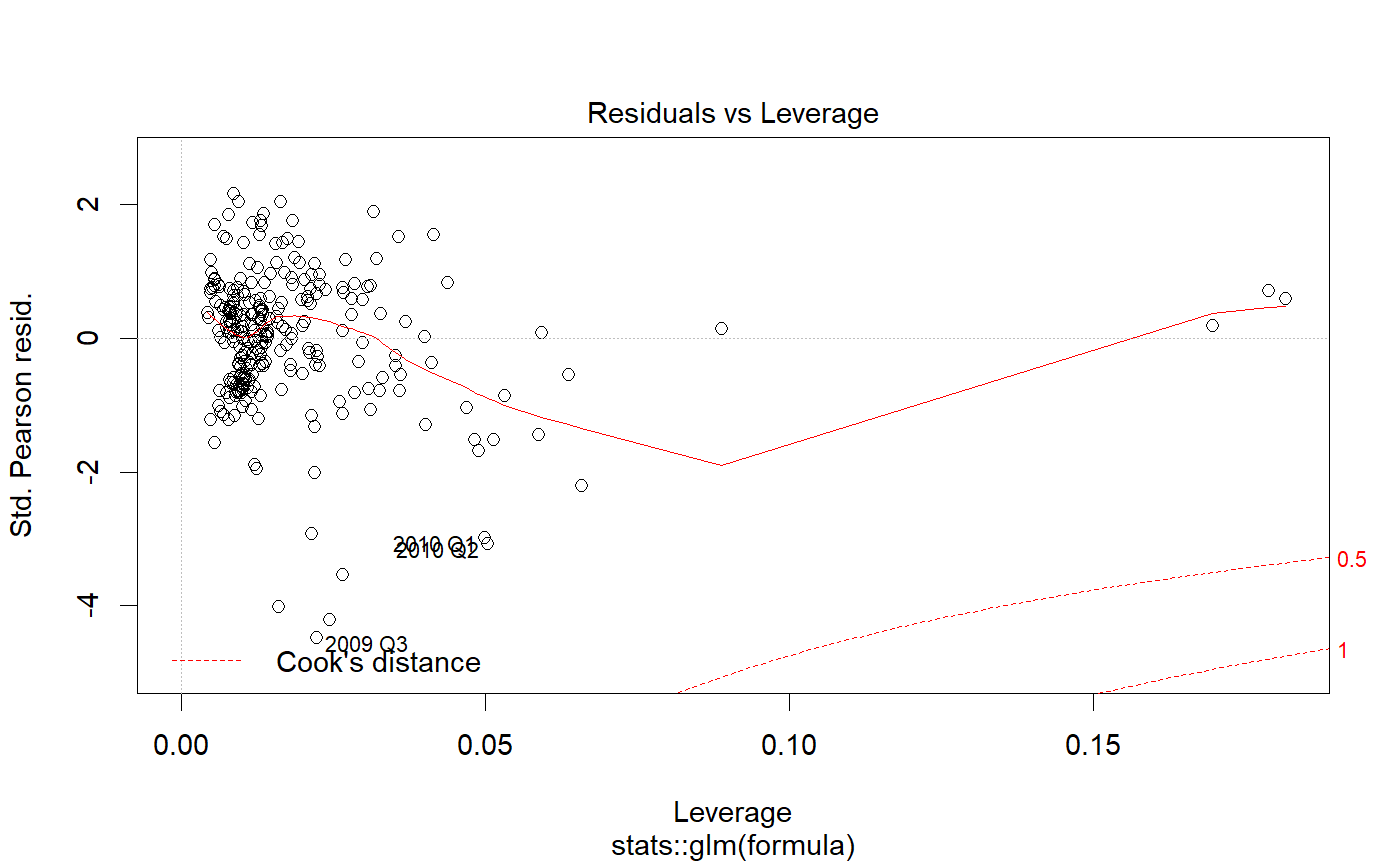 Residuals vs Leverage
Std. Pearson resid.
2
0
-2
-4
2010 Q1
2010 Q2
2009 Q3
Cook's distance
0.5
1
0.00 0.05 0.10 0.15
Leverage
stats::glm(formula)